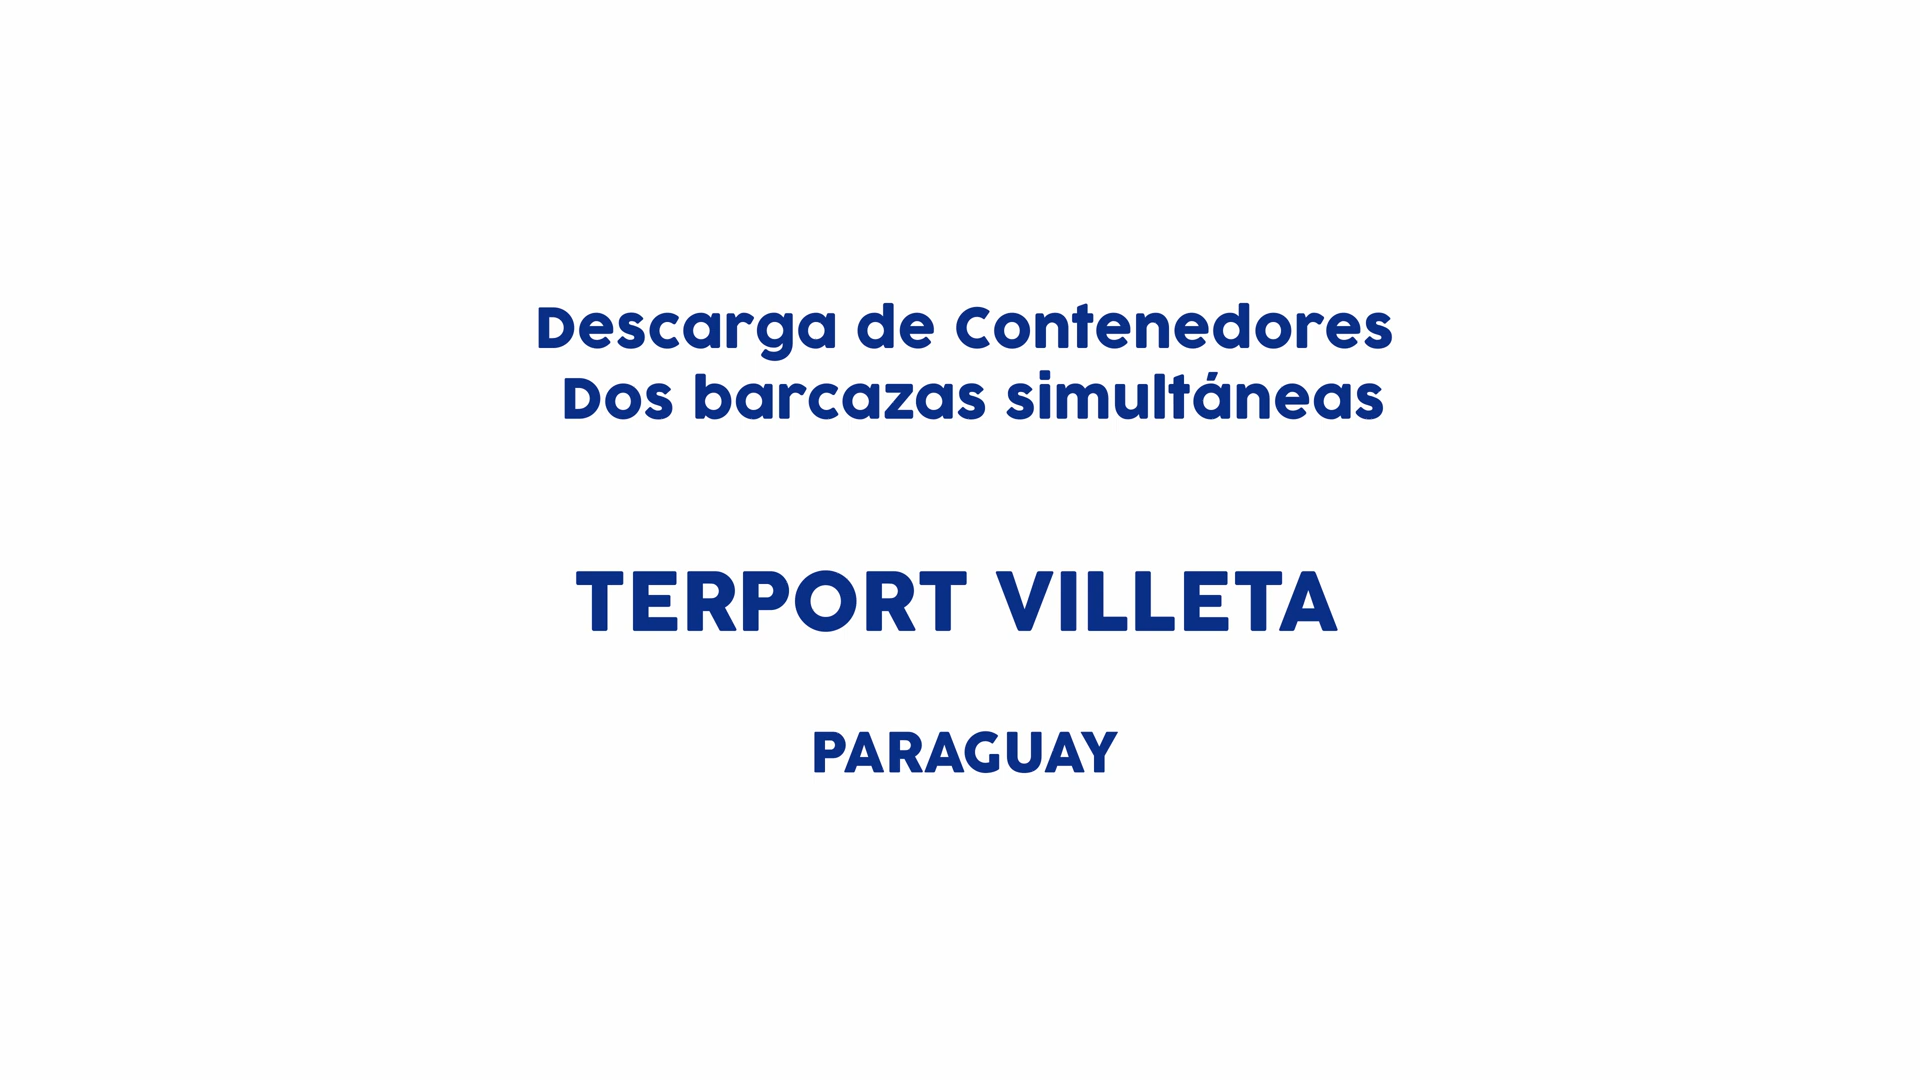 Descarga de Contenedores
Dos barcazas simultáneas
TERPORT VILLETA
PARAGUAY